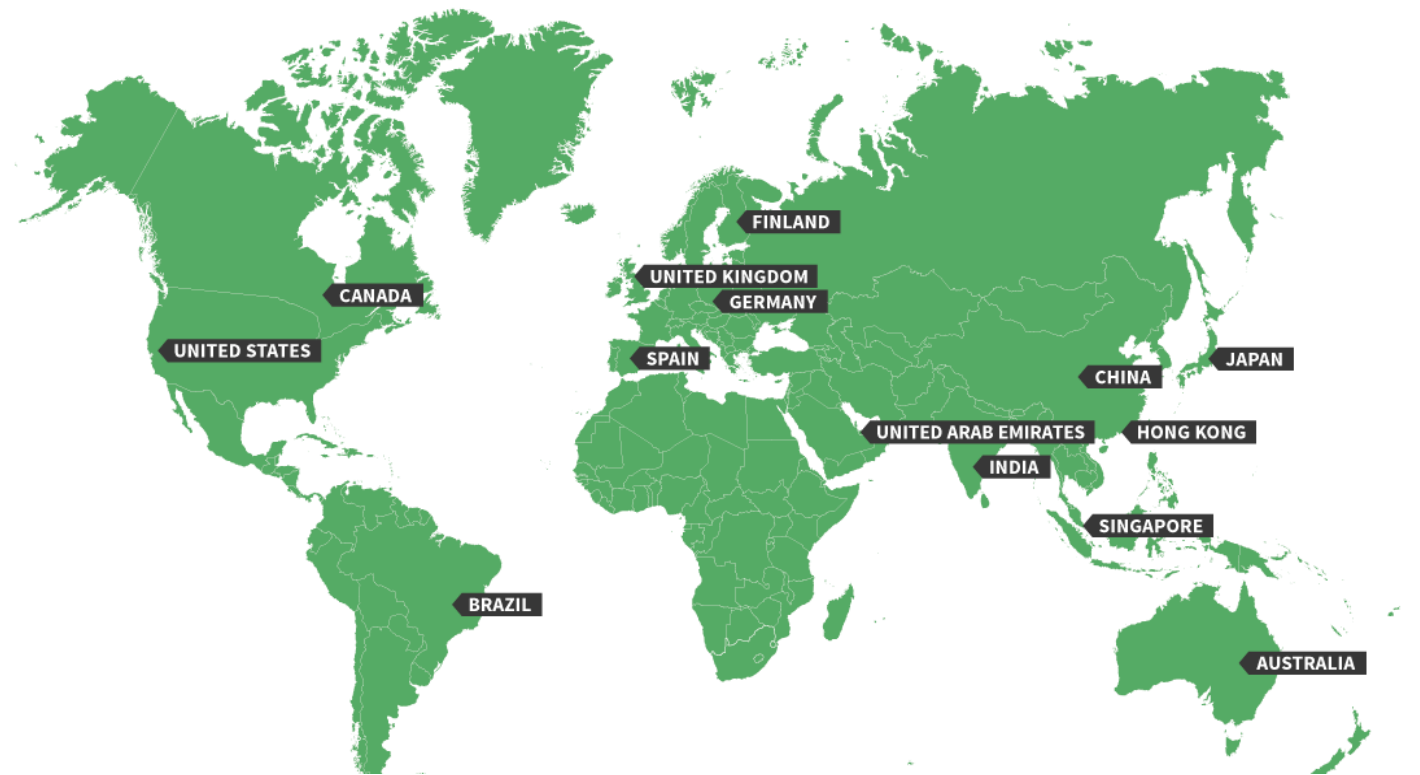 FINLAND
UNITED KINGDOM
CANADA
GERMANY
UNITED STATES
SPAIN
JAPAN
CHINA
UNITED ARAB EMIRATES
HONG KONG
INDIA
SINGAPORE
BRAZIL
AUSTRALIA